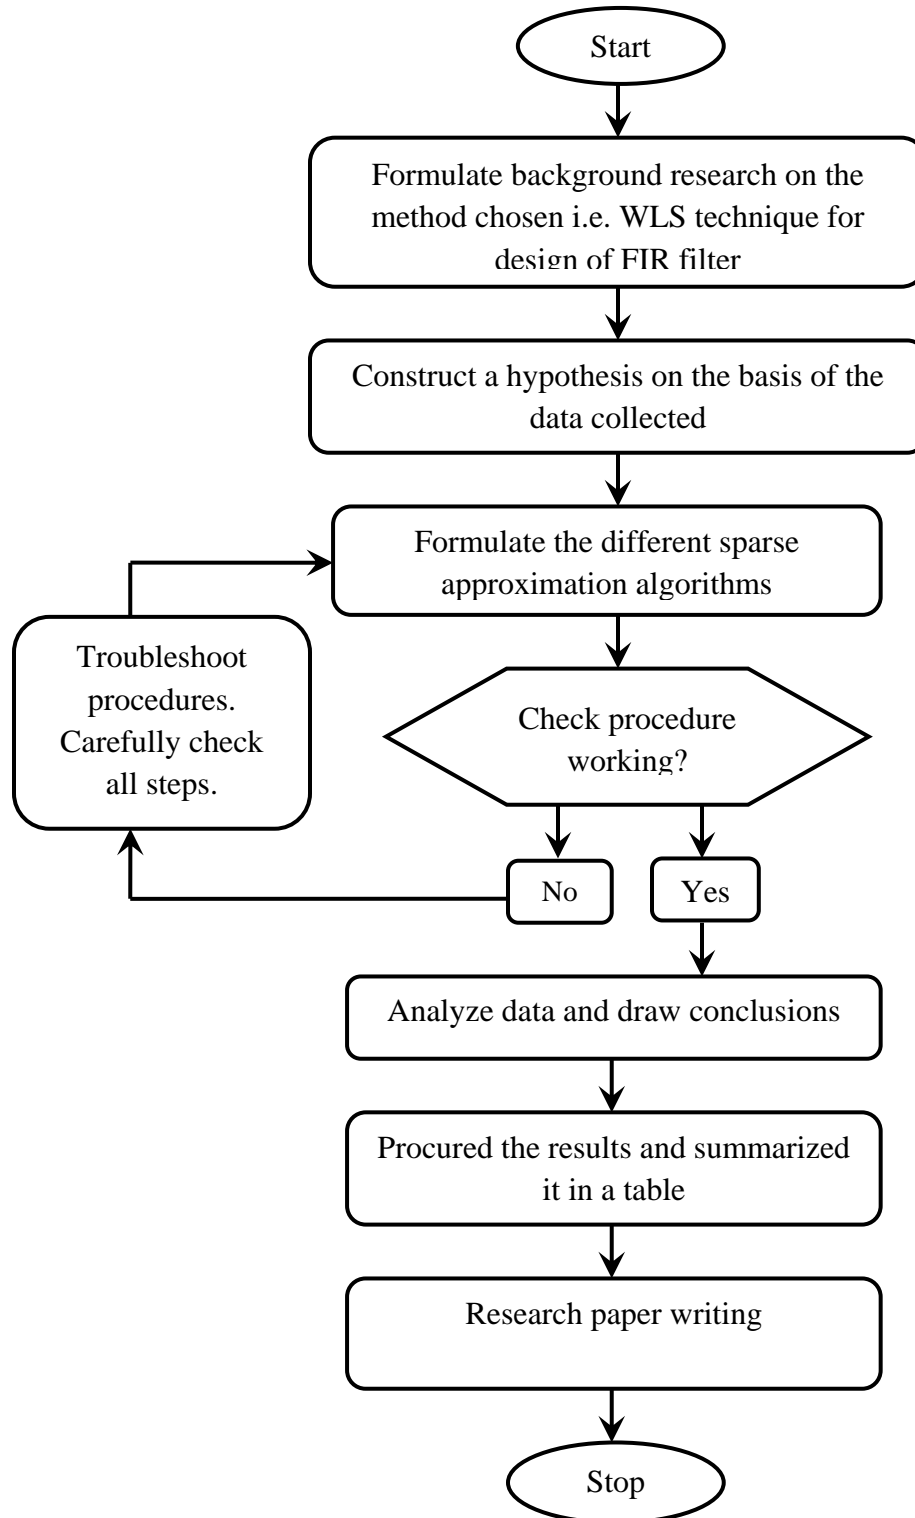 Start
Formulate background research on the
method chosen i.e. WLS technique for
design of FIR filter
Construct a hypothesis on the basis of the
data collected
Formulate the different sparse
approximation algorithms
Troubleshoot
procedures.
Carefully check
all steps.
Check procedure
working?
No
Yes
Analyze data and draw conclusions
Procured the results and summarized
it in a table
Research paper writing
Stop